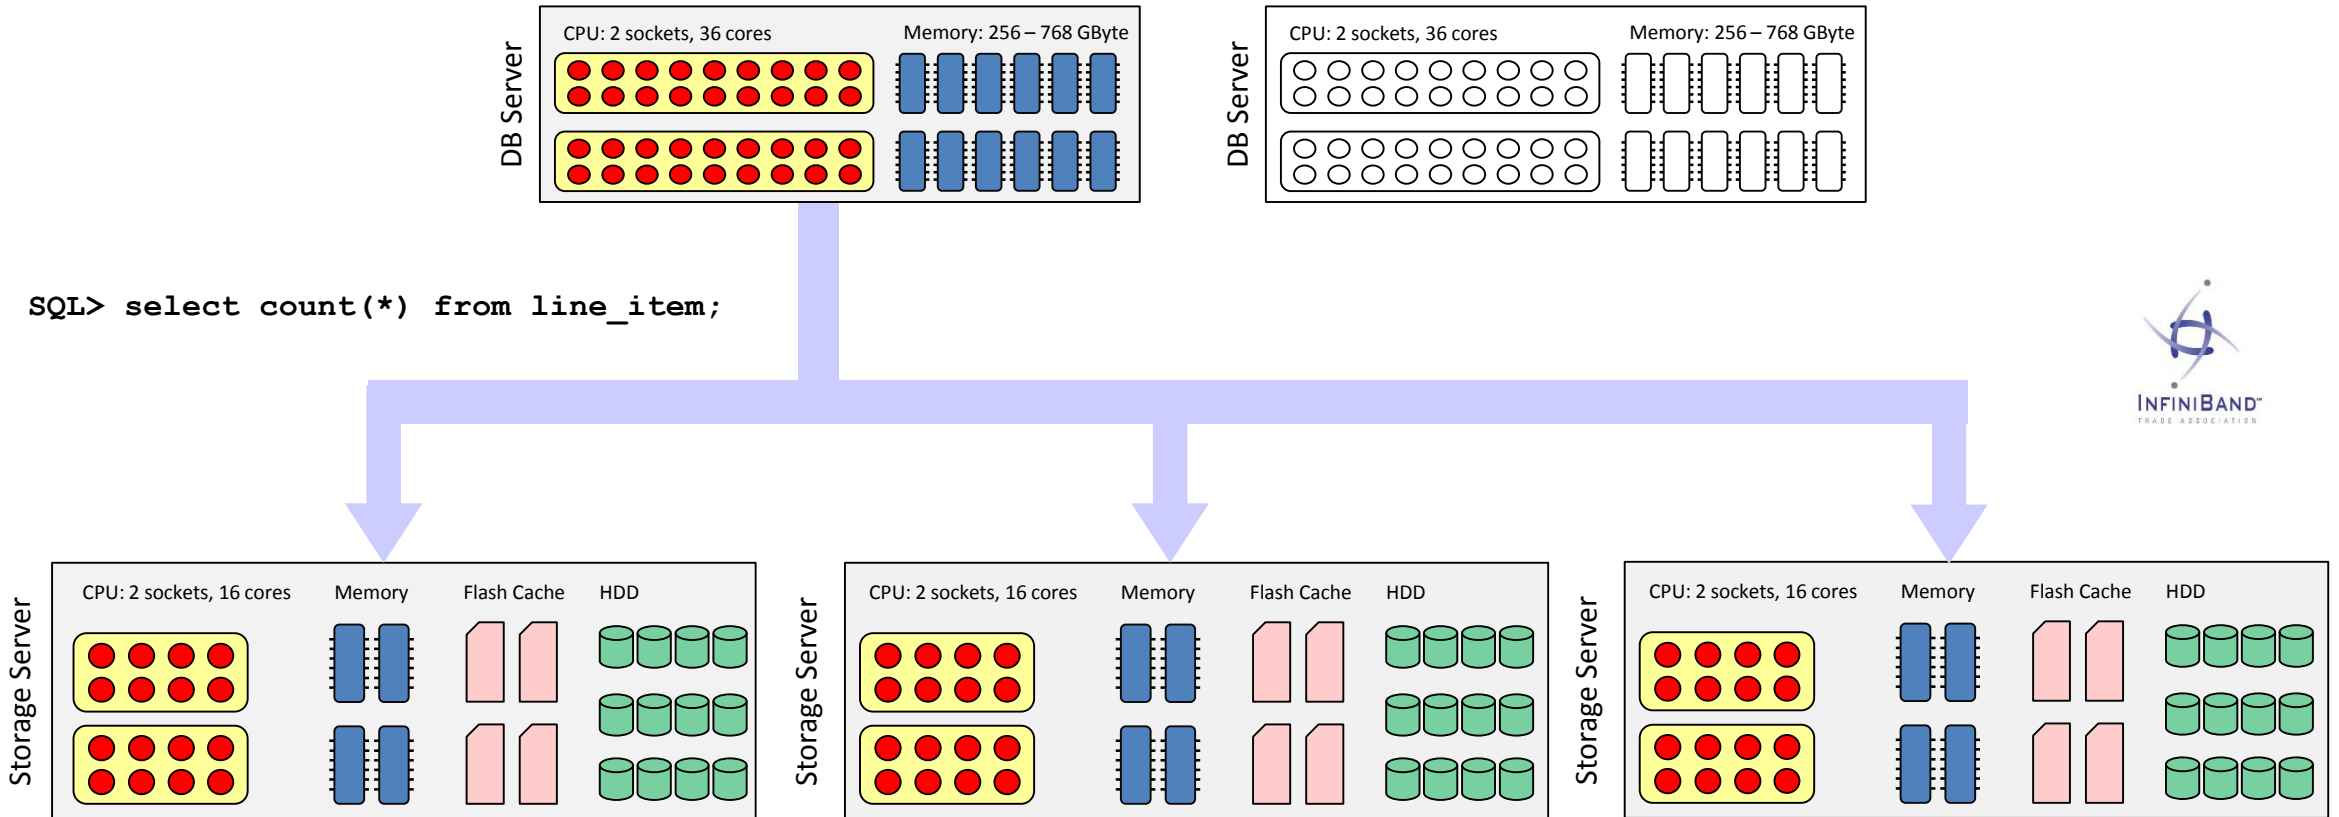 CPU: 2 sockets, 36 cores
Memory: 256 – 768 GByte
DB Server
CPU: 2 sockets, 36 cores
Memory: 256 – 768 GByte
DB Server
SQL> select count(*) from line_item;
INFINIBAND™
TRADE ASSOCIATION
Storage Server
CPU: 2 sockets, 16 cores
Memory
Flash Cache
HDD
Storage Server
CPU: 2 sockets, 16 cores
Memory
Flash Cache
HDD
Storage Server
CPU: 2 sockets, 16 cores
Memory
Flash Cache
HDD